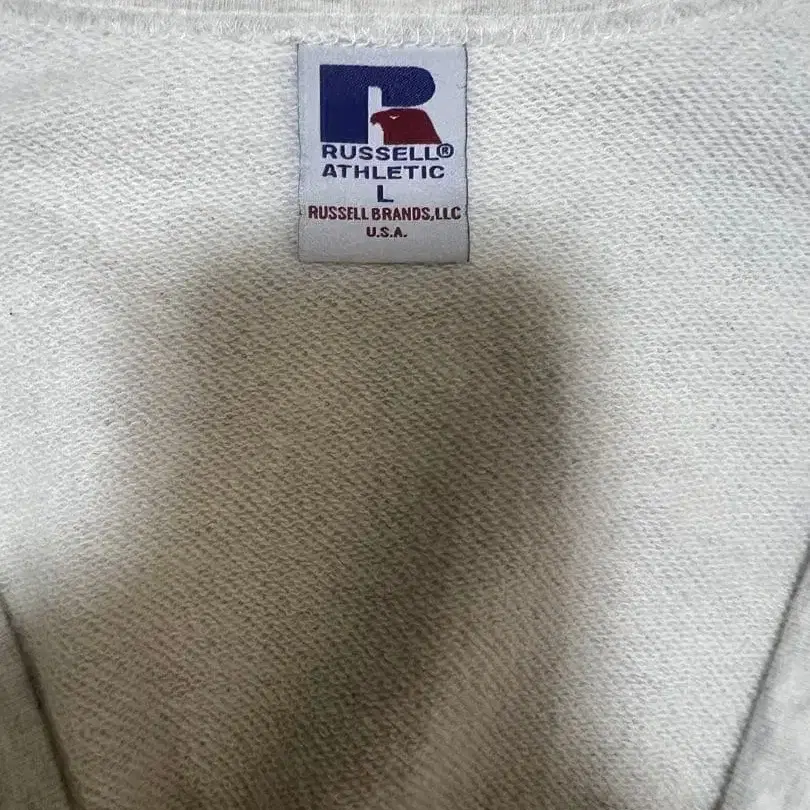 R
RUSSELL®
ATHLETIC
L
RUSSELL BRANDS,LLC
U.S.A.